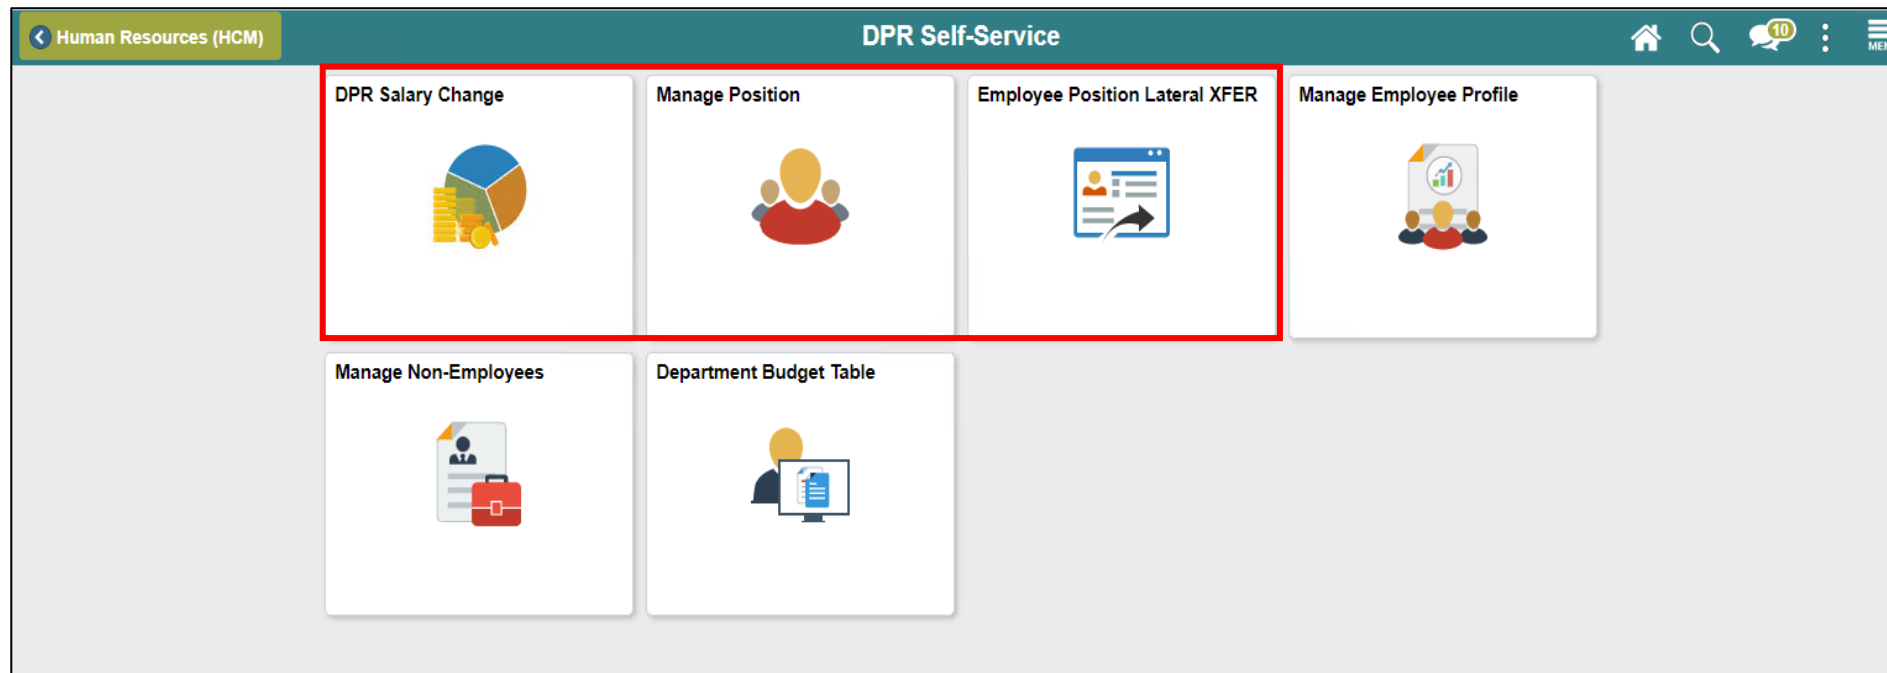 Human Resources (HCM)
DPR Self-Service
10
DPR Salary Change
Manage Position
Employee Position Lateral XFER
Manage Employee Profile
Manage Non-Employees
Department Budget Table